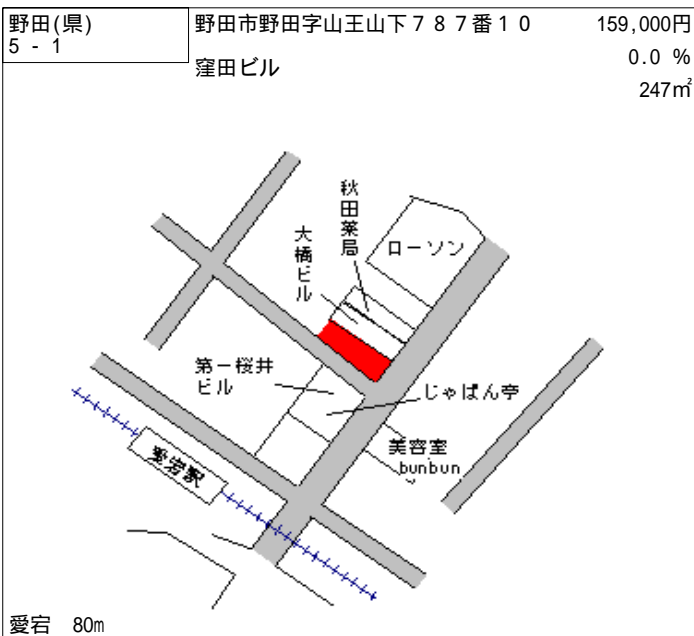 野田(県)
5 - 1
野田市野田字山王山下７８７番１０
159,000円
窪田ビル
0.0 %
247㎡
秋田薬局
大橋ビル
ローソン
第一桜井
ビル
じゃぱん亭
美容室
bunbun
愛宕駅
愛宕 80m